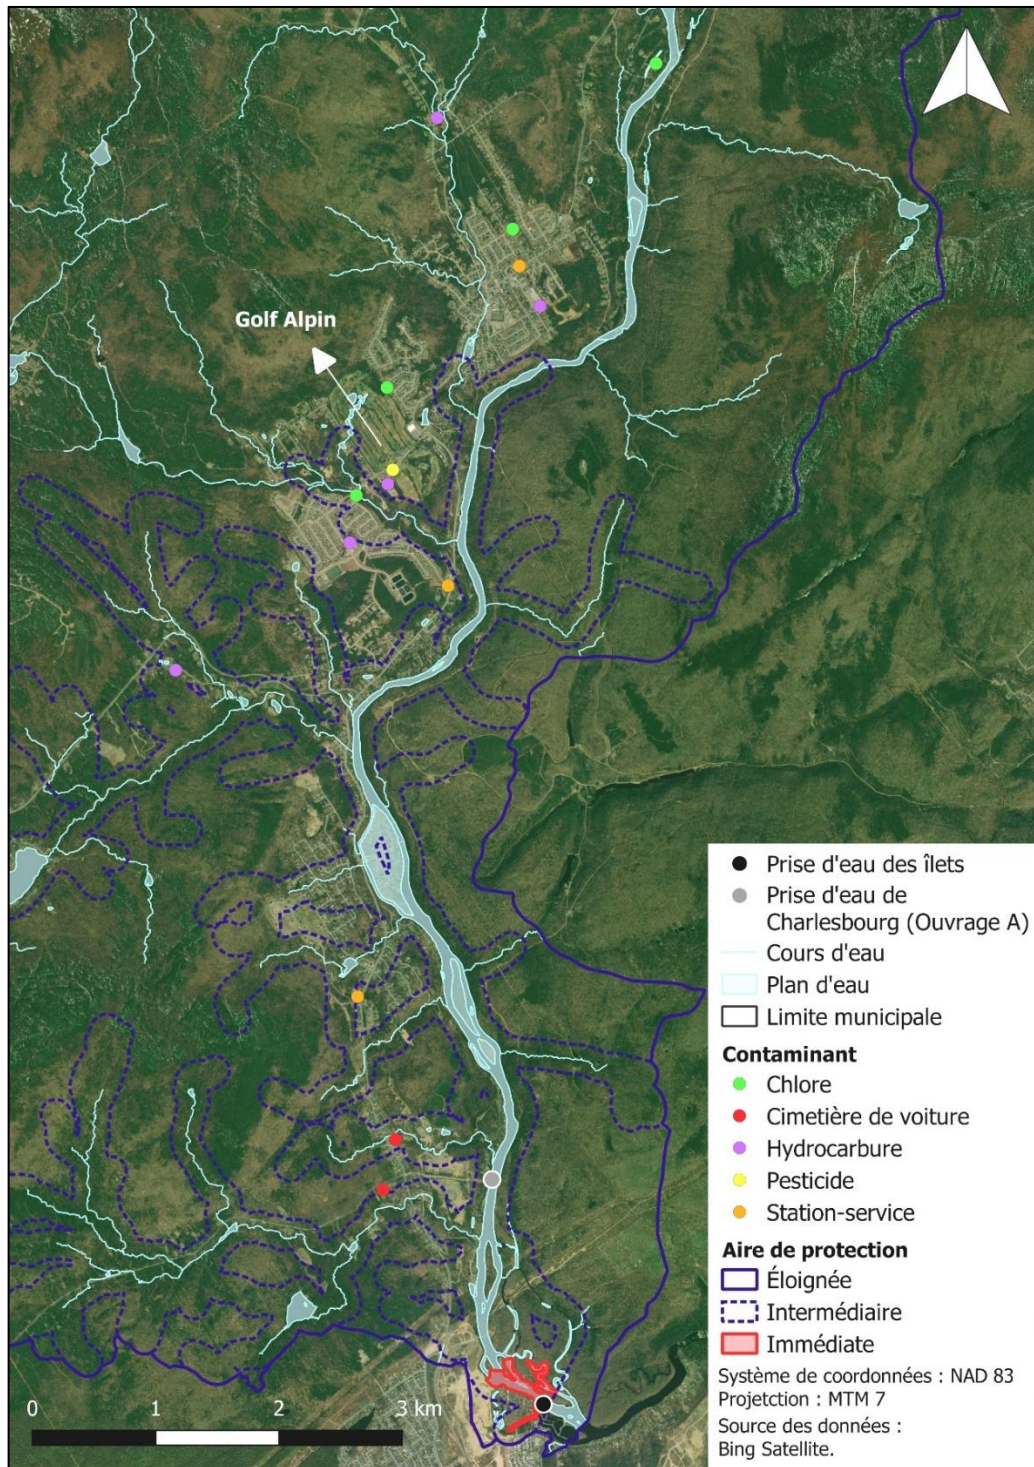 Golf Alpin
Prise d'eau des îlets
Prise d'eau de
Charlesbourg (Ouvrage A)
Cours d'eau
Plan d'eau
Limite municipale
Contaminant
Chlore
Cimetière de voiture
Hydrocarbure
Pesticide
Station-service
Aire de protection
Éloignée
Intermédiaire
Immédiate
Système de coordonnées : NAD 83
Projetction : MTM 7
Source des données :
Bing Satellite.
0 1 2 3 km